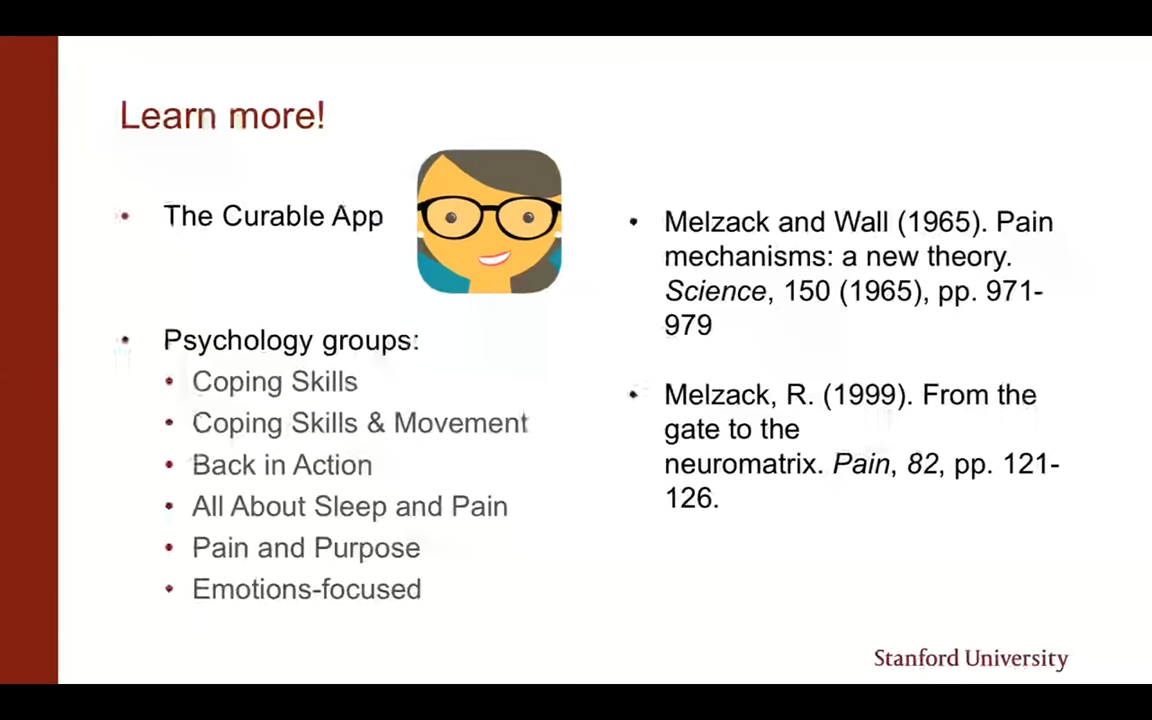 Learn more!
• The Curable App
• Psychology groups:
• Coping Skills
• Coping Skills & Movement
• Back in Action
• All About Sleep and Pain
• Pain and Purpose
• Emotions-focused
• Melzack and Wall (1965). Pain
mechanisms: a new theory.
Science, 150 (1965), pp. 971-
979
• Melzack, R. (1999). From the
gate to the
neuromatrix. Pain, 82, pp. 121-
126.
Stanford University